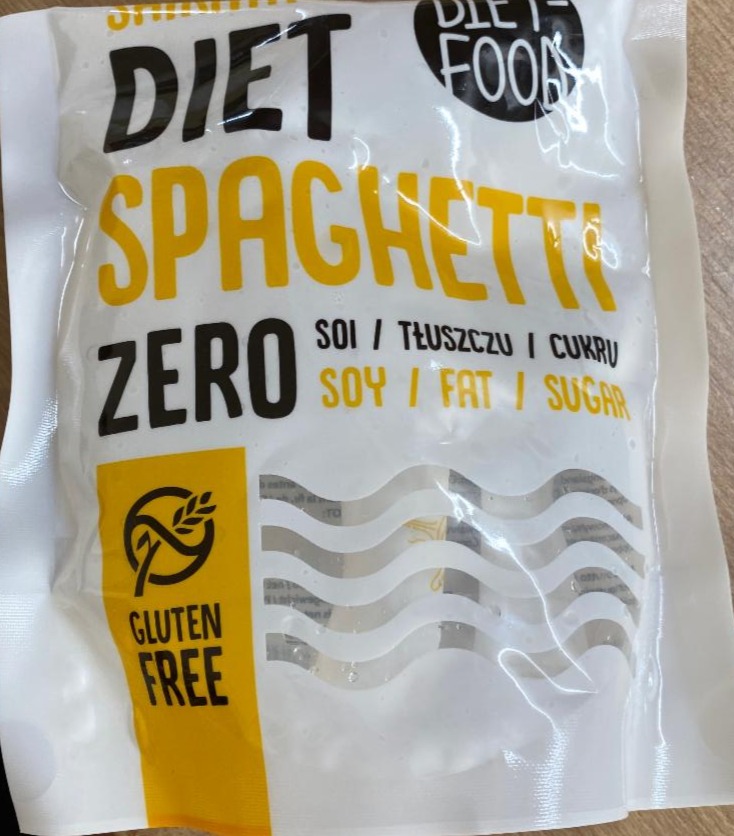 DIET
DIET-
FOOD
SPAGHETTI
ZERO
SOI / TŁUSZCZU / CUKRU
SOY / FAT / SUGAR
GLUTEN
FREE